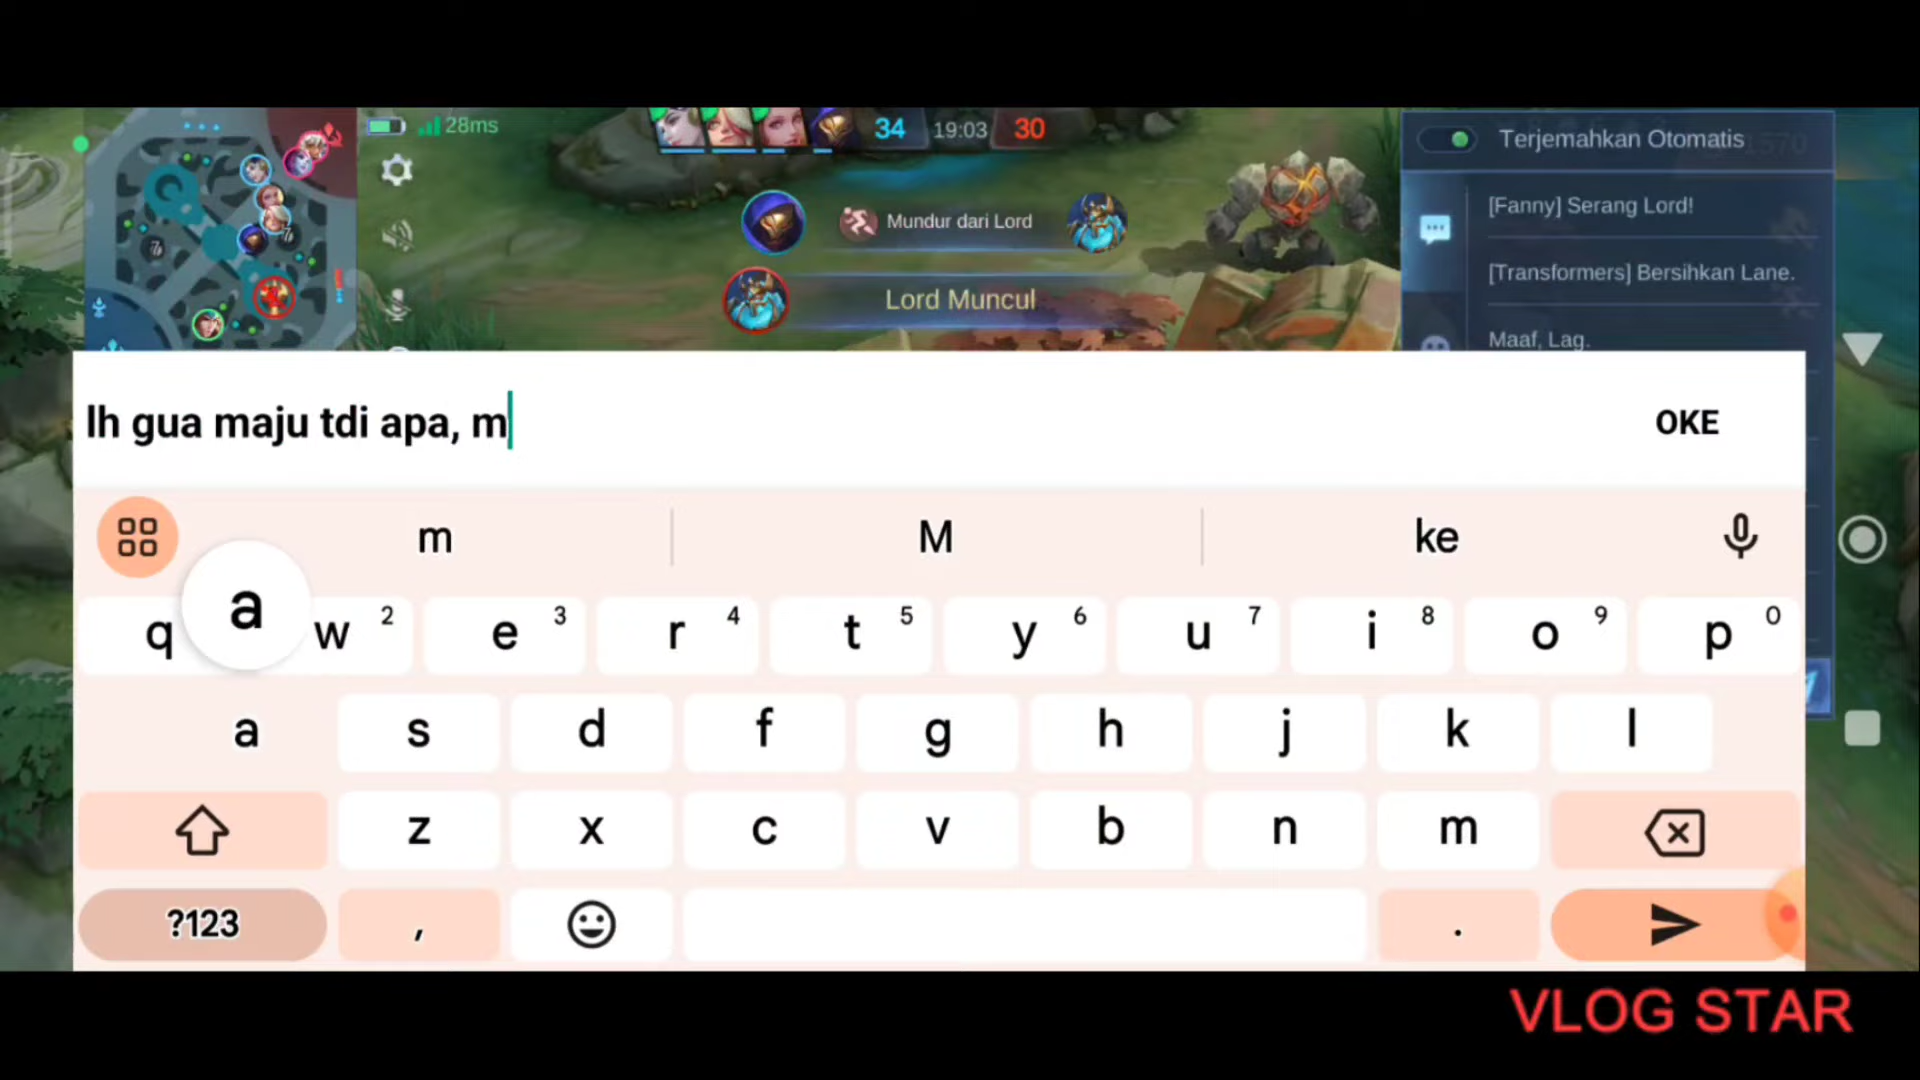 28ms
34 19:03 30
Terjemahkan Otomatis
[Fanny] Serang Lord!
Mundur dari Lord
[Transformers] Bersihkan Lane.
Lord Muncul
Maaf, Lag.
lh gua maju tdi apa, m
OKE
m M ke
a
q w 2 e 3 r 4 t 5 y 6 u 7 i 8 o 9 p 0
a s d f g h j k l
z x c v b n m
?123 , .
VLOG STAR